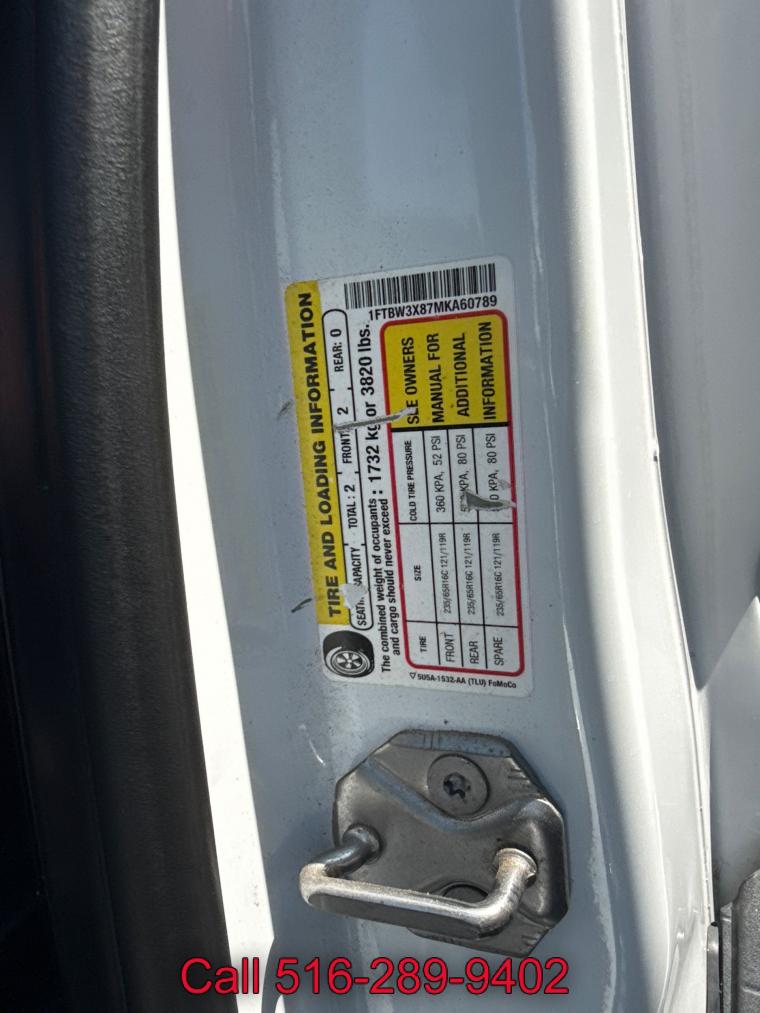 1FTBW3X87MKA60789
TIRE AND LOADING INFORMATION
SEATING CAPACITY TOTAL: 2 FRONT 2 REAR: 0
The combined weight of occupants : 1732 kg or 3820 lbs.
and cargo should never exceed
TIRE SIZE COLD TIRE PRESSURE SEE OWNERS
FRONT 235/65R16C 121/119R 360 KPA, 52 PSI MANUAL FOR
REAR 235/65R16C 121/119R KPA, 80 PSI ADDITIONAL
SPARE 235/65R16C 121/119R KPA, 80 PSI INFORMATION
5U5A-1532-AA (TLU) FoMoCo
Call 516-289-9402